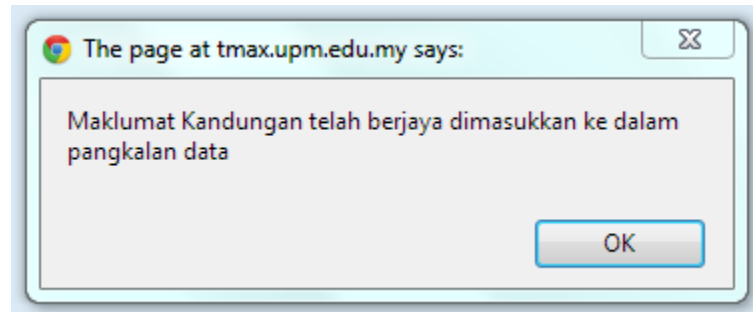 The page at tmax.upm.edu.my says:
Maklumat Kandungan telah berjaya dimasukkan ke dalam
pangkalan data
OK